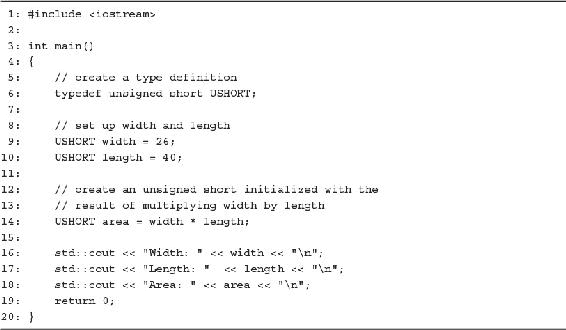 1: #include <iostream>
2:
3: int main()
4: {
5:     // create a type definition
6:     typedef unsigned short USHORT;
7:
8:     // set up width and length
9:     USHORT width = 26;
10:     USHORT length = 40;
11:
12:     // create an unsigned short initialized with the
13:     // result of multiplying width by length
14:     USHORT area = width * length;
15:
16:     std::cout << "Width: " << width << "\n";
17:     std::cout << "Length: "  << length << "\n";
18:     std::cout << "Area: " << area << "\n";
19:     return 0;
20: }